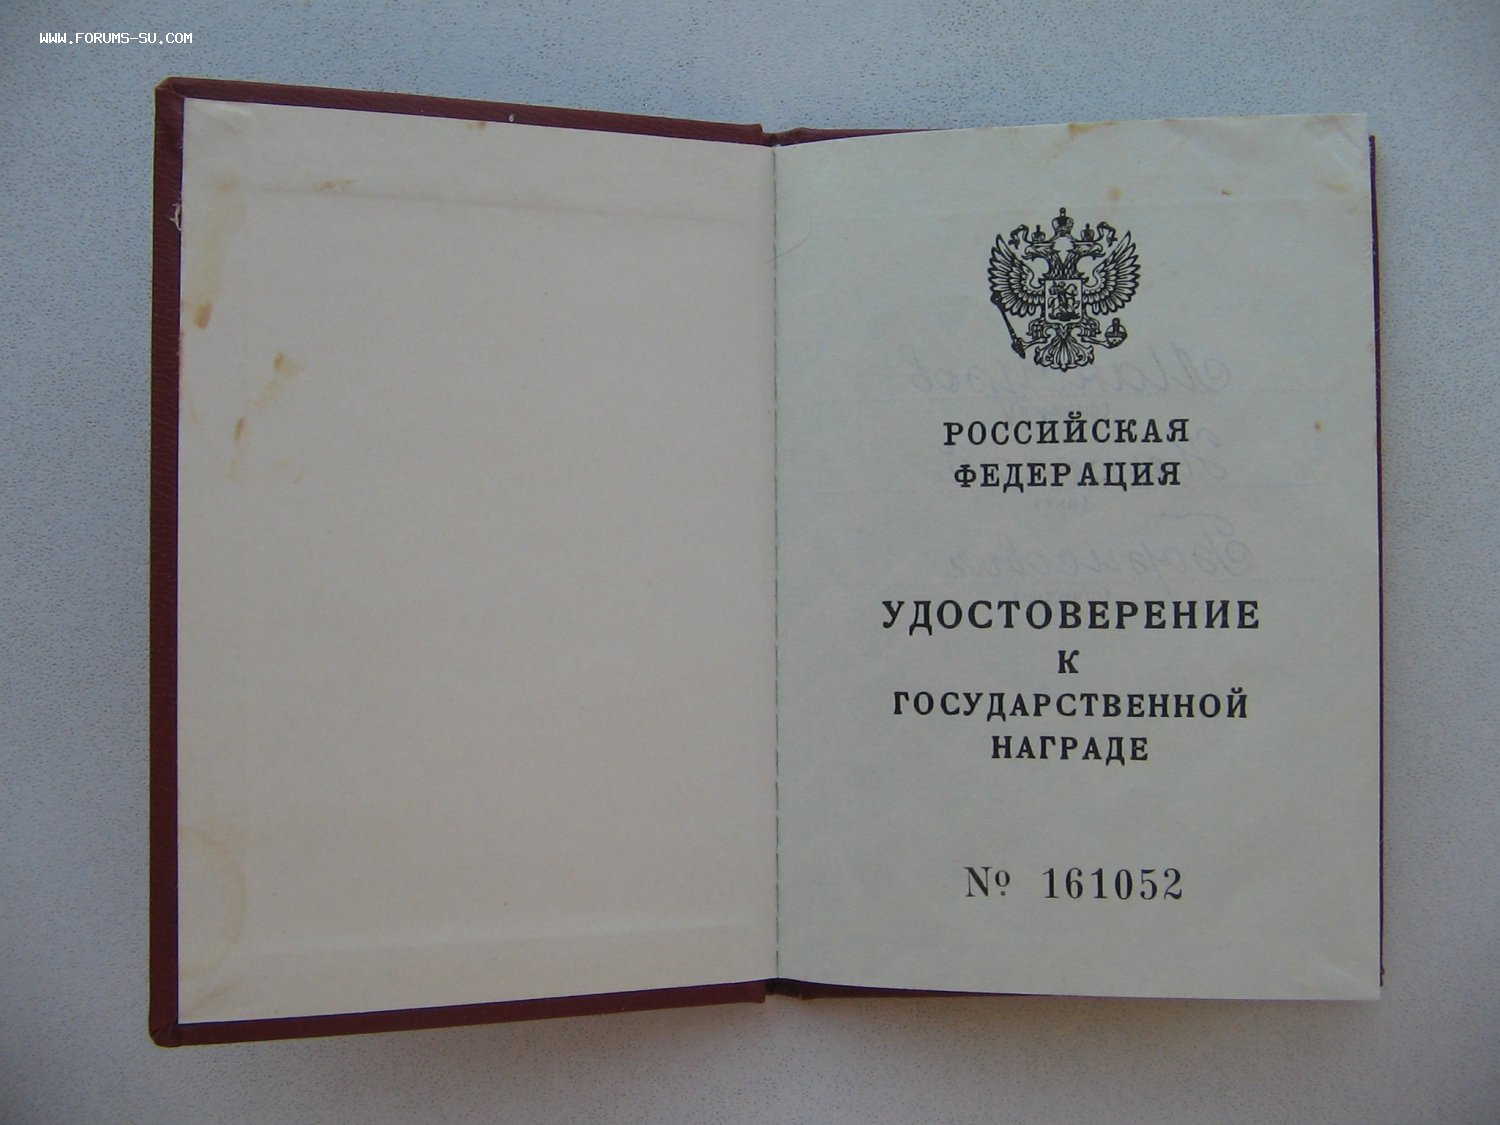 WWW.FORUMS-SU.COM
РОССИЙСКАЯ
ФЕДЕРАЦИЯ
УДОСТОВЕРЕНИЕ
К
ГОСУДАРСТВЕННОЙ
НАГРАДЕ
№ 161052